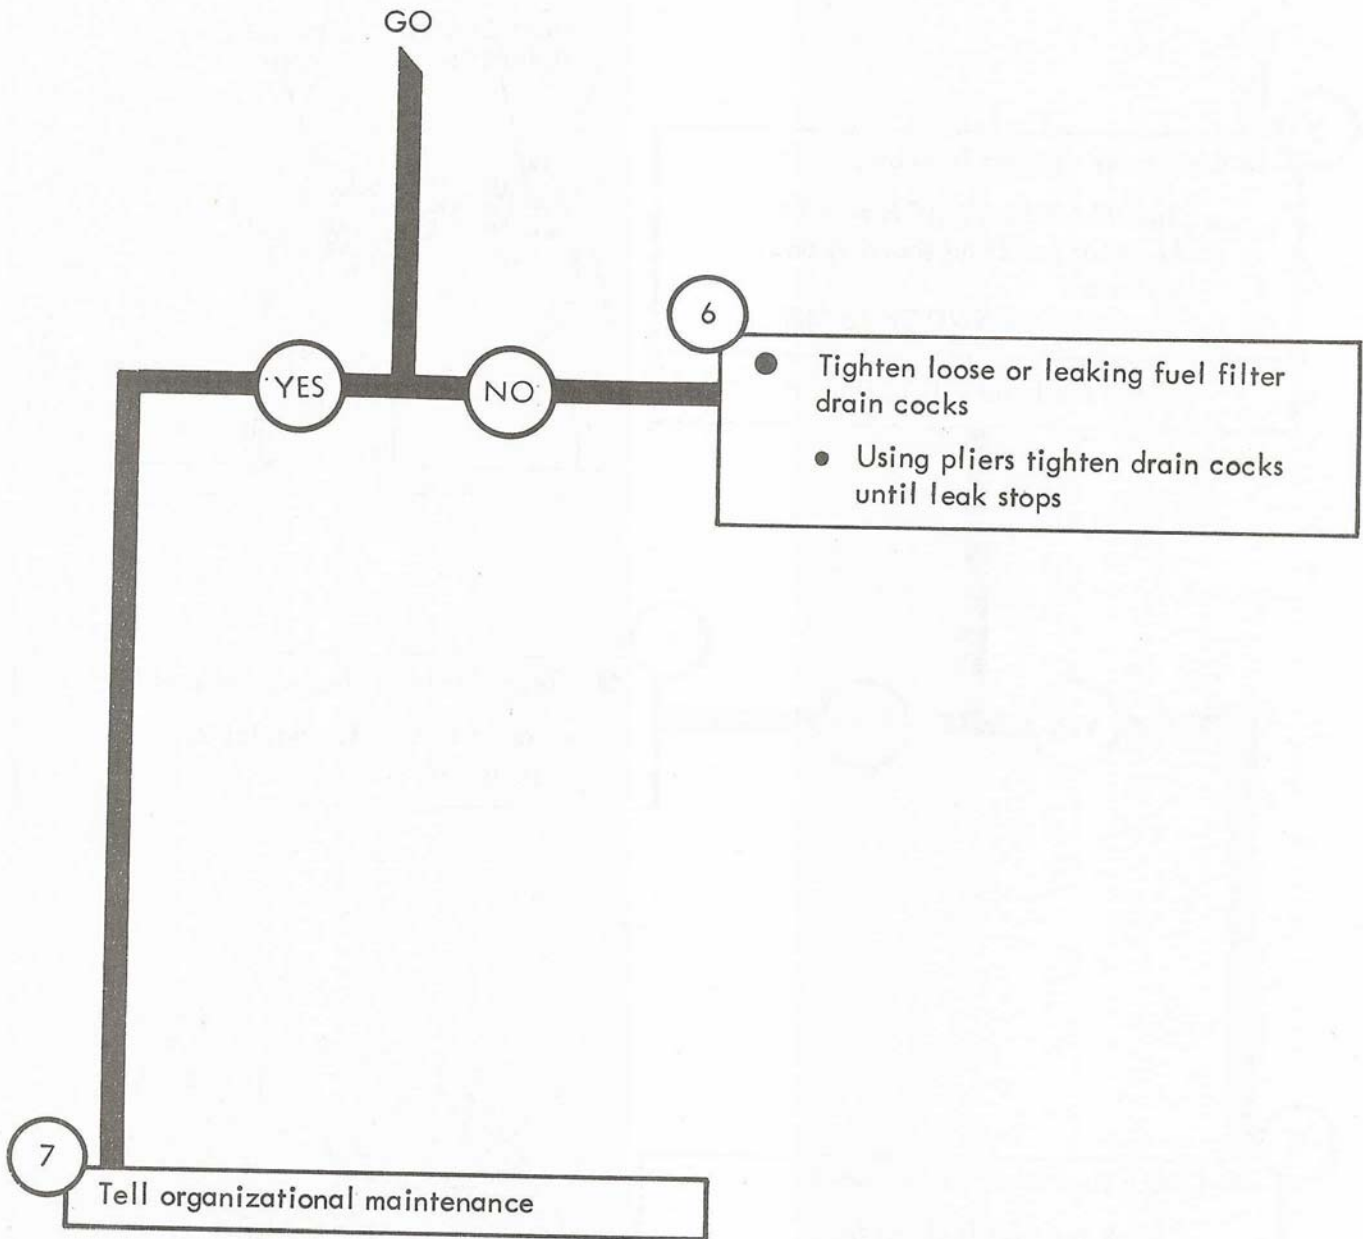 GO
YES
NO
6
● Tighten loose or leaking fuel filter
drain cocks
● Using pliers tighten drain cocks
until leak stops
7
Tell organizational maintenance